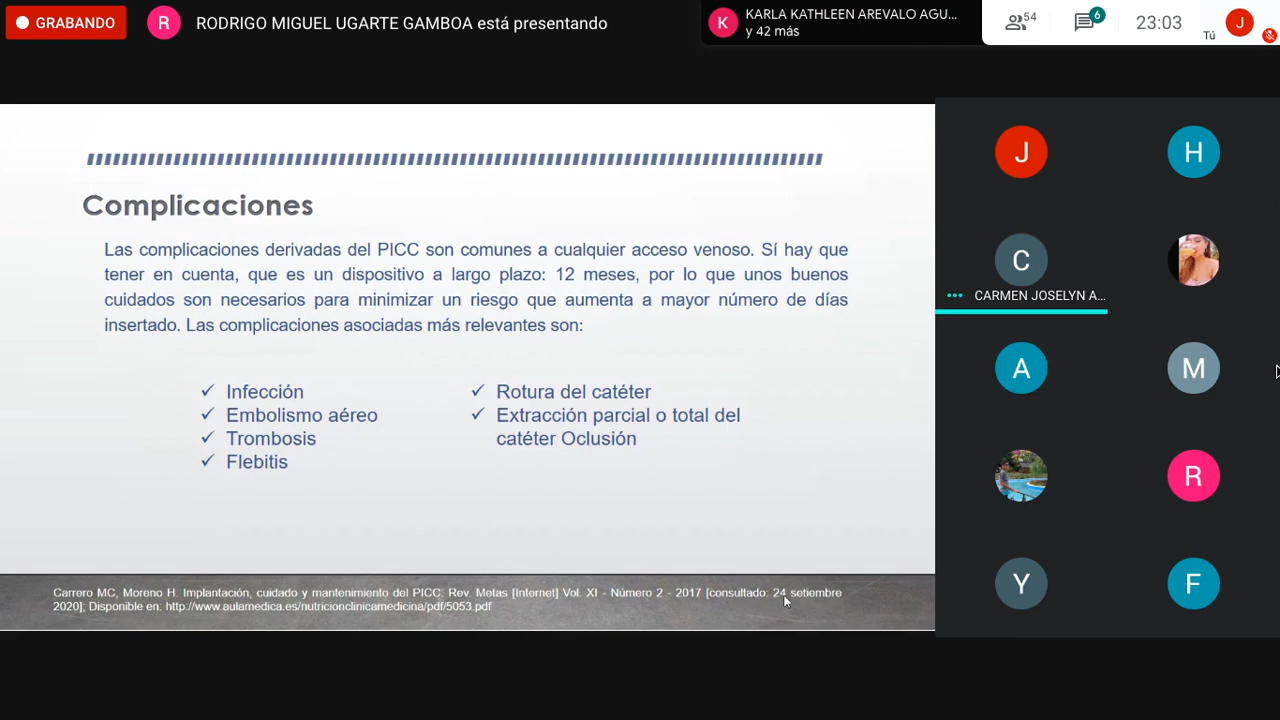 GRABANDO
R
RODRIGO MIGUEL UGARTE GAMBOA está presentando
K
KARLA KATHLEEN AREVALO AGU...
y 42 más
54
6
23:03
Tú
J
Complicaciones
Las complicaciones derivadas del PICC son comunes a cualquier acceso venoso. Sí hay que
tener en cuenta, que es un dispositivo a largo plazo: 12 meses, por lo que unos buenos
cuidados son necesarios para minimizar un riesgo que aumenta a mayor número de días
insertado. Las complicaciones asociadas más relevantes son:
Infección
Embolismo aéreo
Trombosis
Flebitis
Rotura del catéter
Extracción parcial o total del
catéter Oclusión
Carrero MC, Moreno H. Implantación, cuidado y mantenimiento del PICC. Rev. Metas [Internet] Vol. XI - Número 2 - 2017 [consultado: 24 setiembre
2020]; Disponible en: http://www.aulamedica.es/nutricionclinicamedicina/pdf/5053.pdf
J
H
C
CARMEN JOSELYN A...
A
M
R
Y
F